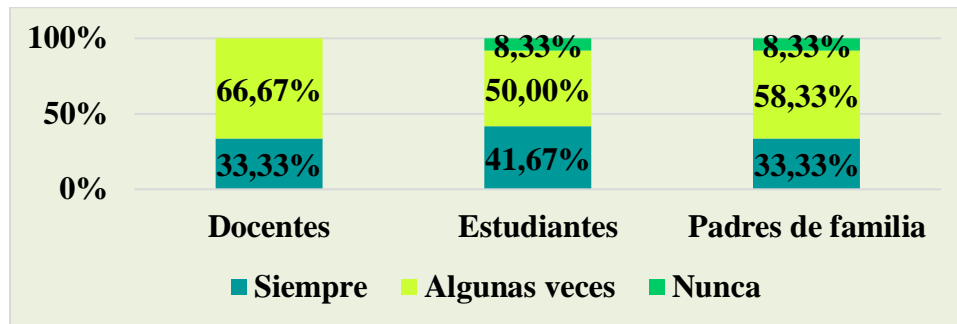 100%
8,33%
8,33%
66,67%
50,00%
58,33%
50%
33,33%
41,67%
33,33%
0%
Docentes
Estudiantes
Padres de familia
Siempre
Algunas veces
Nunca